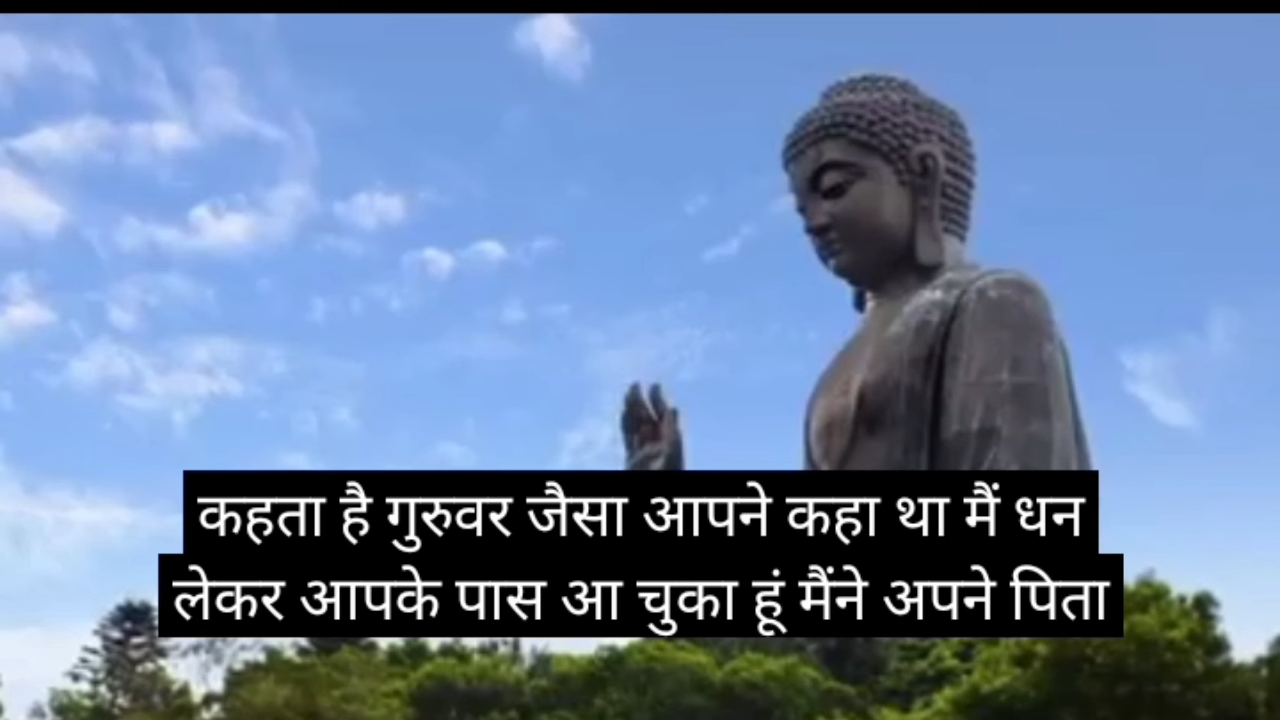 कहता है गुरुवर जैसा आपने कहा था मैं धन
लेकर आपके पास आ चुका हूं मैंने अपने पिता